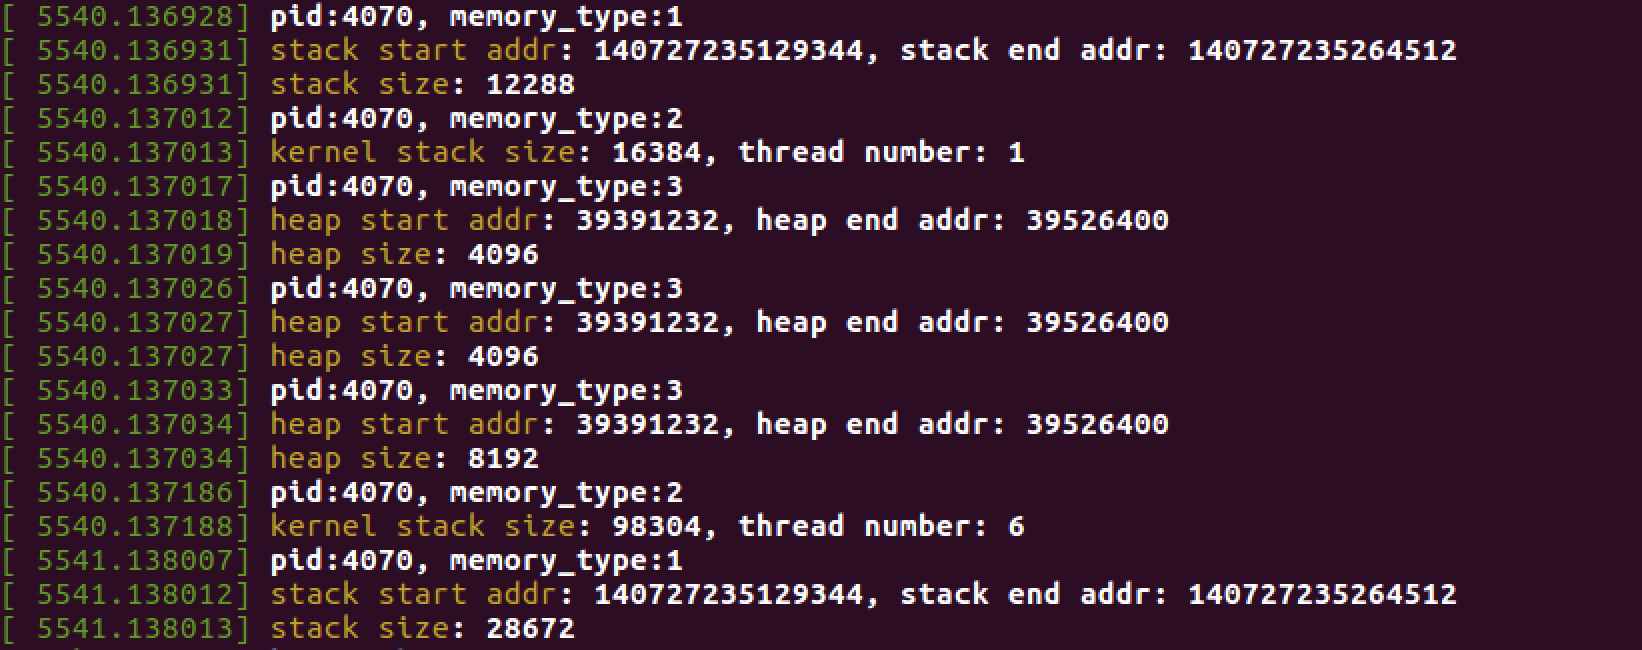 [ 5540.136928] pid:4070, memory_type:1
[ 5540.136931] stack start addr: 140727235129344, stack end addr: 140727235264512
[ 5540.136931] stack size: 12288
[ 5540.137012] pid:4070, memory_type:2
[ 5540.137013] kernel stack size: 16384, thread number: 1
[ 5540.137017] pid:4070, memory_type:3
[ 5540.137018] heap start addr: 39391232, heap end addr: 39526400
[ 5540.137019] heap size: 4096
[ 5540.137026] pid:4070, memory_type:3
[ 5540.137027] heap start addr: 39391232, heap end addr: 39526400
[ 5540.137027] heap size: 4096
[ 5540.137033] pid:4070, memory_type:3
[ 5540.137034] heap start addr: 39391232, heap end addr: 39526400
[ 5540.137034] heap size: 8192
[ 5540.137186] pid:4070, memory_type:2
[ 5540.137188] kernel stack size: 98304, thread number: 6
[ 5541.138007] pid:4070, memory_type:1
[ 5541.138012] stack start addr: 140727235129344, stack end addr: 140727235264512
[ 5541.138013] stack size: 28672